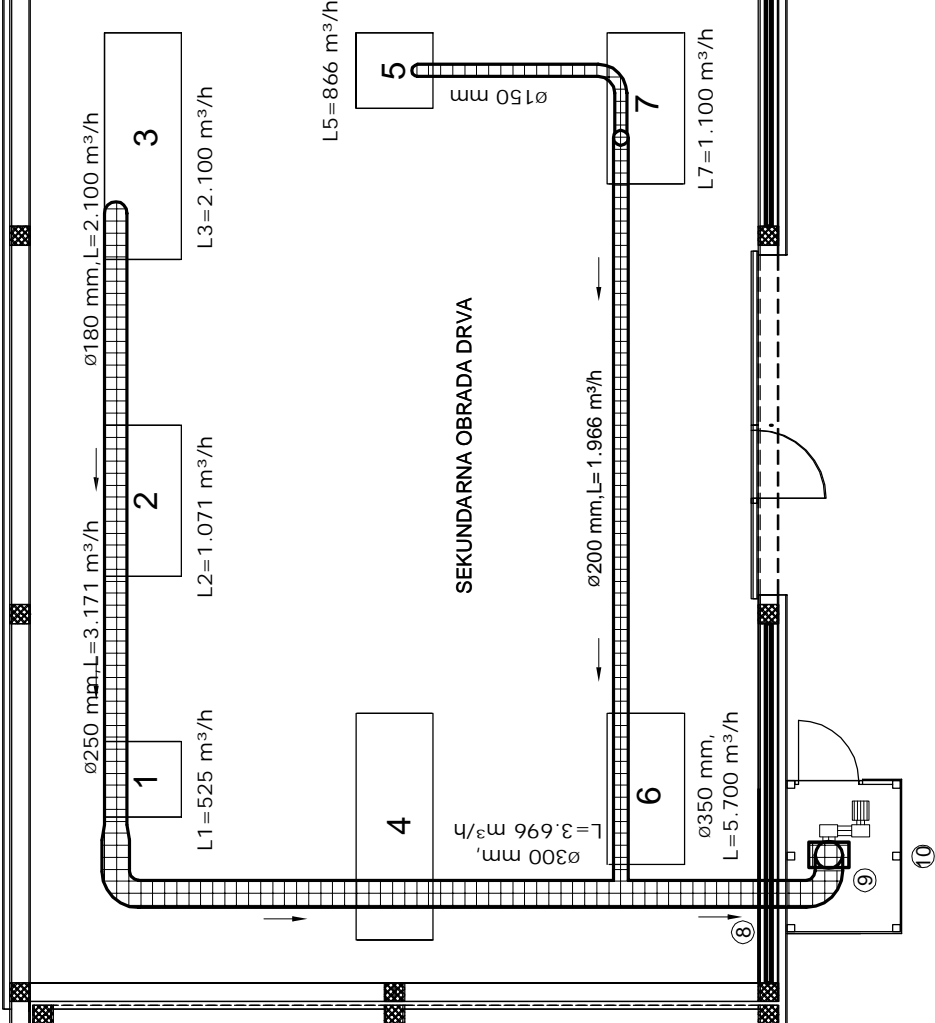 ø180 mm,L=2.100 m³/h
3
L3=2.100 m³/h
L5=866 m³/h
5
ø150 mm
7
L7=1.100 m³/h
ø250 mm,L=3.171 m³/h
2
L2=1.071 m³/h
SEKUNDARNA OBRADA DRVA
ø200 mm,L=1.966 m³/h
1
L1=525 m³/h
4
ø300 mm,
L=3.696 m³/h
6
ø350 mm,
L=5.700 m³/h
8
9
10